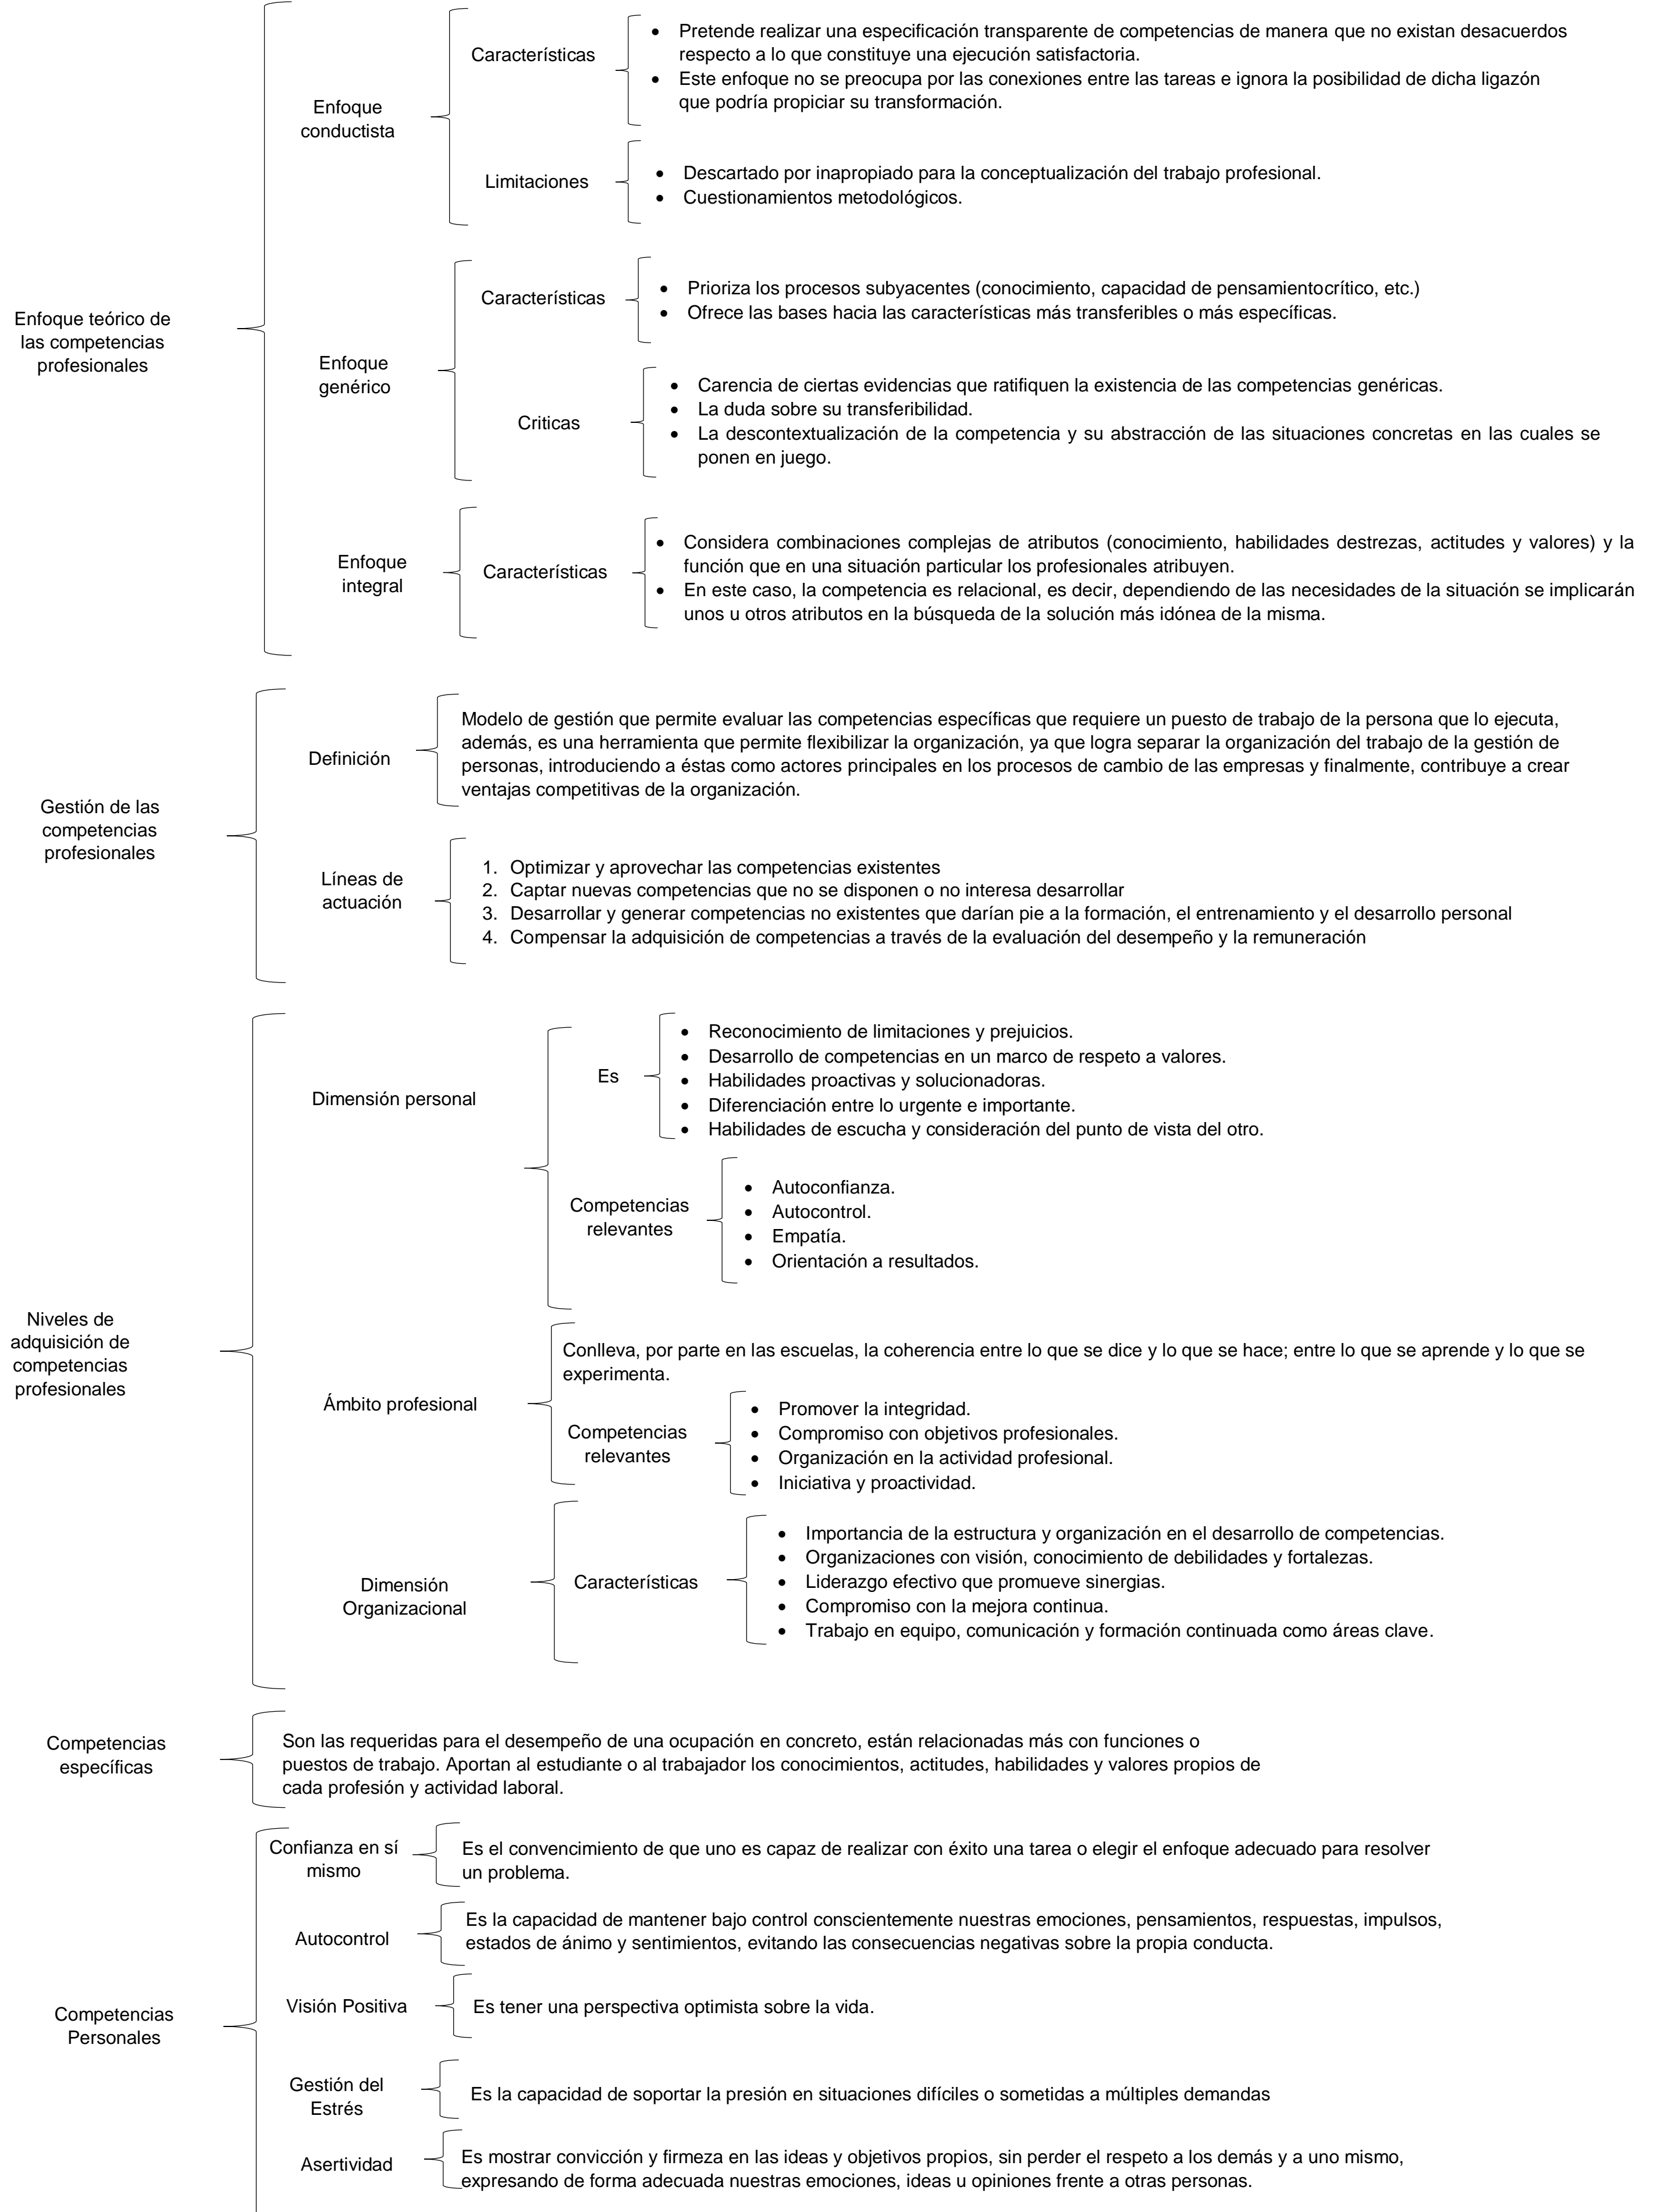 Enfoque teórico de
las competencias
profesionales
Enfoque
conductista
Características
• Pretende realizar una especificación transparente de competencias de manera que no existan desacuerdos
respecto a lo que constituye una ejecución satisfactoria.
• Este enfoque no se preocupa por las conexiones entre las tareas e ignora la posibilidad de dicha ligazón
que podría propiciar su transformación.
Limitaciones
• Descartado por inapropiado para la conceptualización del trabajo profesional.
• Cuestionamientos metodológicos.
Enfoque
genérico
Características
• Prioriza los procesos subyacentes (conocimiento, capacidad de pensamientocrítico, etc.)
• Ofrece las bases hacia las características más transferibles o más específicas.
Criticas
• Carencia de ciertas evidencias que ratifiquen la existencia de las competencias genéricas.
• La duda sobre su transferibilidad.
• La descontextualización de la competencia y su abstracción de las situaciones concretas en las cuales se
ponen en juego.
Enfoque
integral
Características
• Considera combinaciones complejas de atributos (conocimiento, habilidades destrezas, actitudes y valores) y la
función que en una situación particular los profesionales atribuyen.
• En este caso, la competencia es relacional, es decir, dependiendo de las necesidades de la situación se implicarán
unos u otros atributos en la búsqueda de la solución más idónea de la misma.
Gestión de las
competencias
profesionales
Definición
Modelo de gestión que permite evaluar las competencias específicas que requiere un puesto de trabajo de la persona que lo ejecuta,
además, es una herramienta que permite flexibilizar la organización, ya que logra separar la organización del trabajo de la gestión de
personas, introduciendo a éstas como actores principales en los procesos de cambio de las empresas y finalmente, contribuye a crear
ventajas competitivas de la organización.
Líneas de
actuación
1. Optimizar y aprovechar las competencias existentes
2. Captar nuevas competencias que no se disponen o no interesa desarrollar
3. Desarrollar y generar competencias no existentes que darían pie a la formación, el entrenamiento y el desarrollo personal
4. Compensar la adquisición de competencias a través de la evaluación del desempeño y la remuneración
Niveles de
adquisición de
competencias
profesionales
Dimensión personal
Es
• Reconocimiento de limitaciones y prejuicios.
• Desarrollo de competencias en un marco de respeto a valores.
• Habilidades proactivas y solucionadoras.
• Diferenciación entre lo urgente e importante.
• Habilidades de escucha y consideración del punto de vista del otro.
Competencias
relevantes
• Autoconfianza.
• Autocontrol.
• Empatía.
• Orientación a resultados.
Ámbito profesional
Conlleva, por parte en las escuelas, la coherencia entre lo que se dice y lo que se hace; entre lo que se aprende y lo que se
experimenta.
Competencias
relevantes
• Promover la integridad.
• Compromiso con objetivos profesionales.
• Organización en la actividad profesional.
• Iniciativa y proactividad.
Dimensión
Organizacional
Características
• Importancia de la estructura y organización en el desarrollo de competencias.
• Organizaciones con visión, conocimiento de debilidades y fortalezas.
• Liderazgo efectivo que promueve sinergias.
• Compromiso con la mejora continua.
• Trabajo en equipo, comunicación y formación continuada como áreas clave.
Competencias
específicas
Son las requeridas para el desempeño de una ocupación en concreto, están relacionadas más con funciones o
puestos de trabajo. Aportan al estudiante o al trabajador los conocimientos, actitudes, habilidades y valores propios de
cada profesión y actividad laboral.
Competencias
Personales
Confianza en sí
mismo
Es el convencimiento de que uno es capaz de realizar con éxito una tarea o elegir el enfoque adecuado para resolver
un problema.
Autocontrol
Es la capacidad de mantener bajo control conscientemente nuestras emociones, pensamientos, respuestas, impulsos,
estados de ánimo y sentimientos, evitando las consecuencias negativas sobre la propia conducta.
Visión Positiva
Es tener una perspectiva optimista sobre la vida.
Gestión del
Estrés
Es la capacidad de soportar la presión en situaciones difíciles o sometidas a múltiples demandas
Asertividad
Es mostrar convicción y firmeza en las ideas y objetivos propios, sin perder el respeto a los demás y a uno mismo,
expresando de forma adecuada nuestras emociones, ideas u opiniones frente a otras personas.